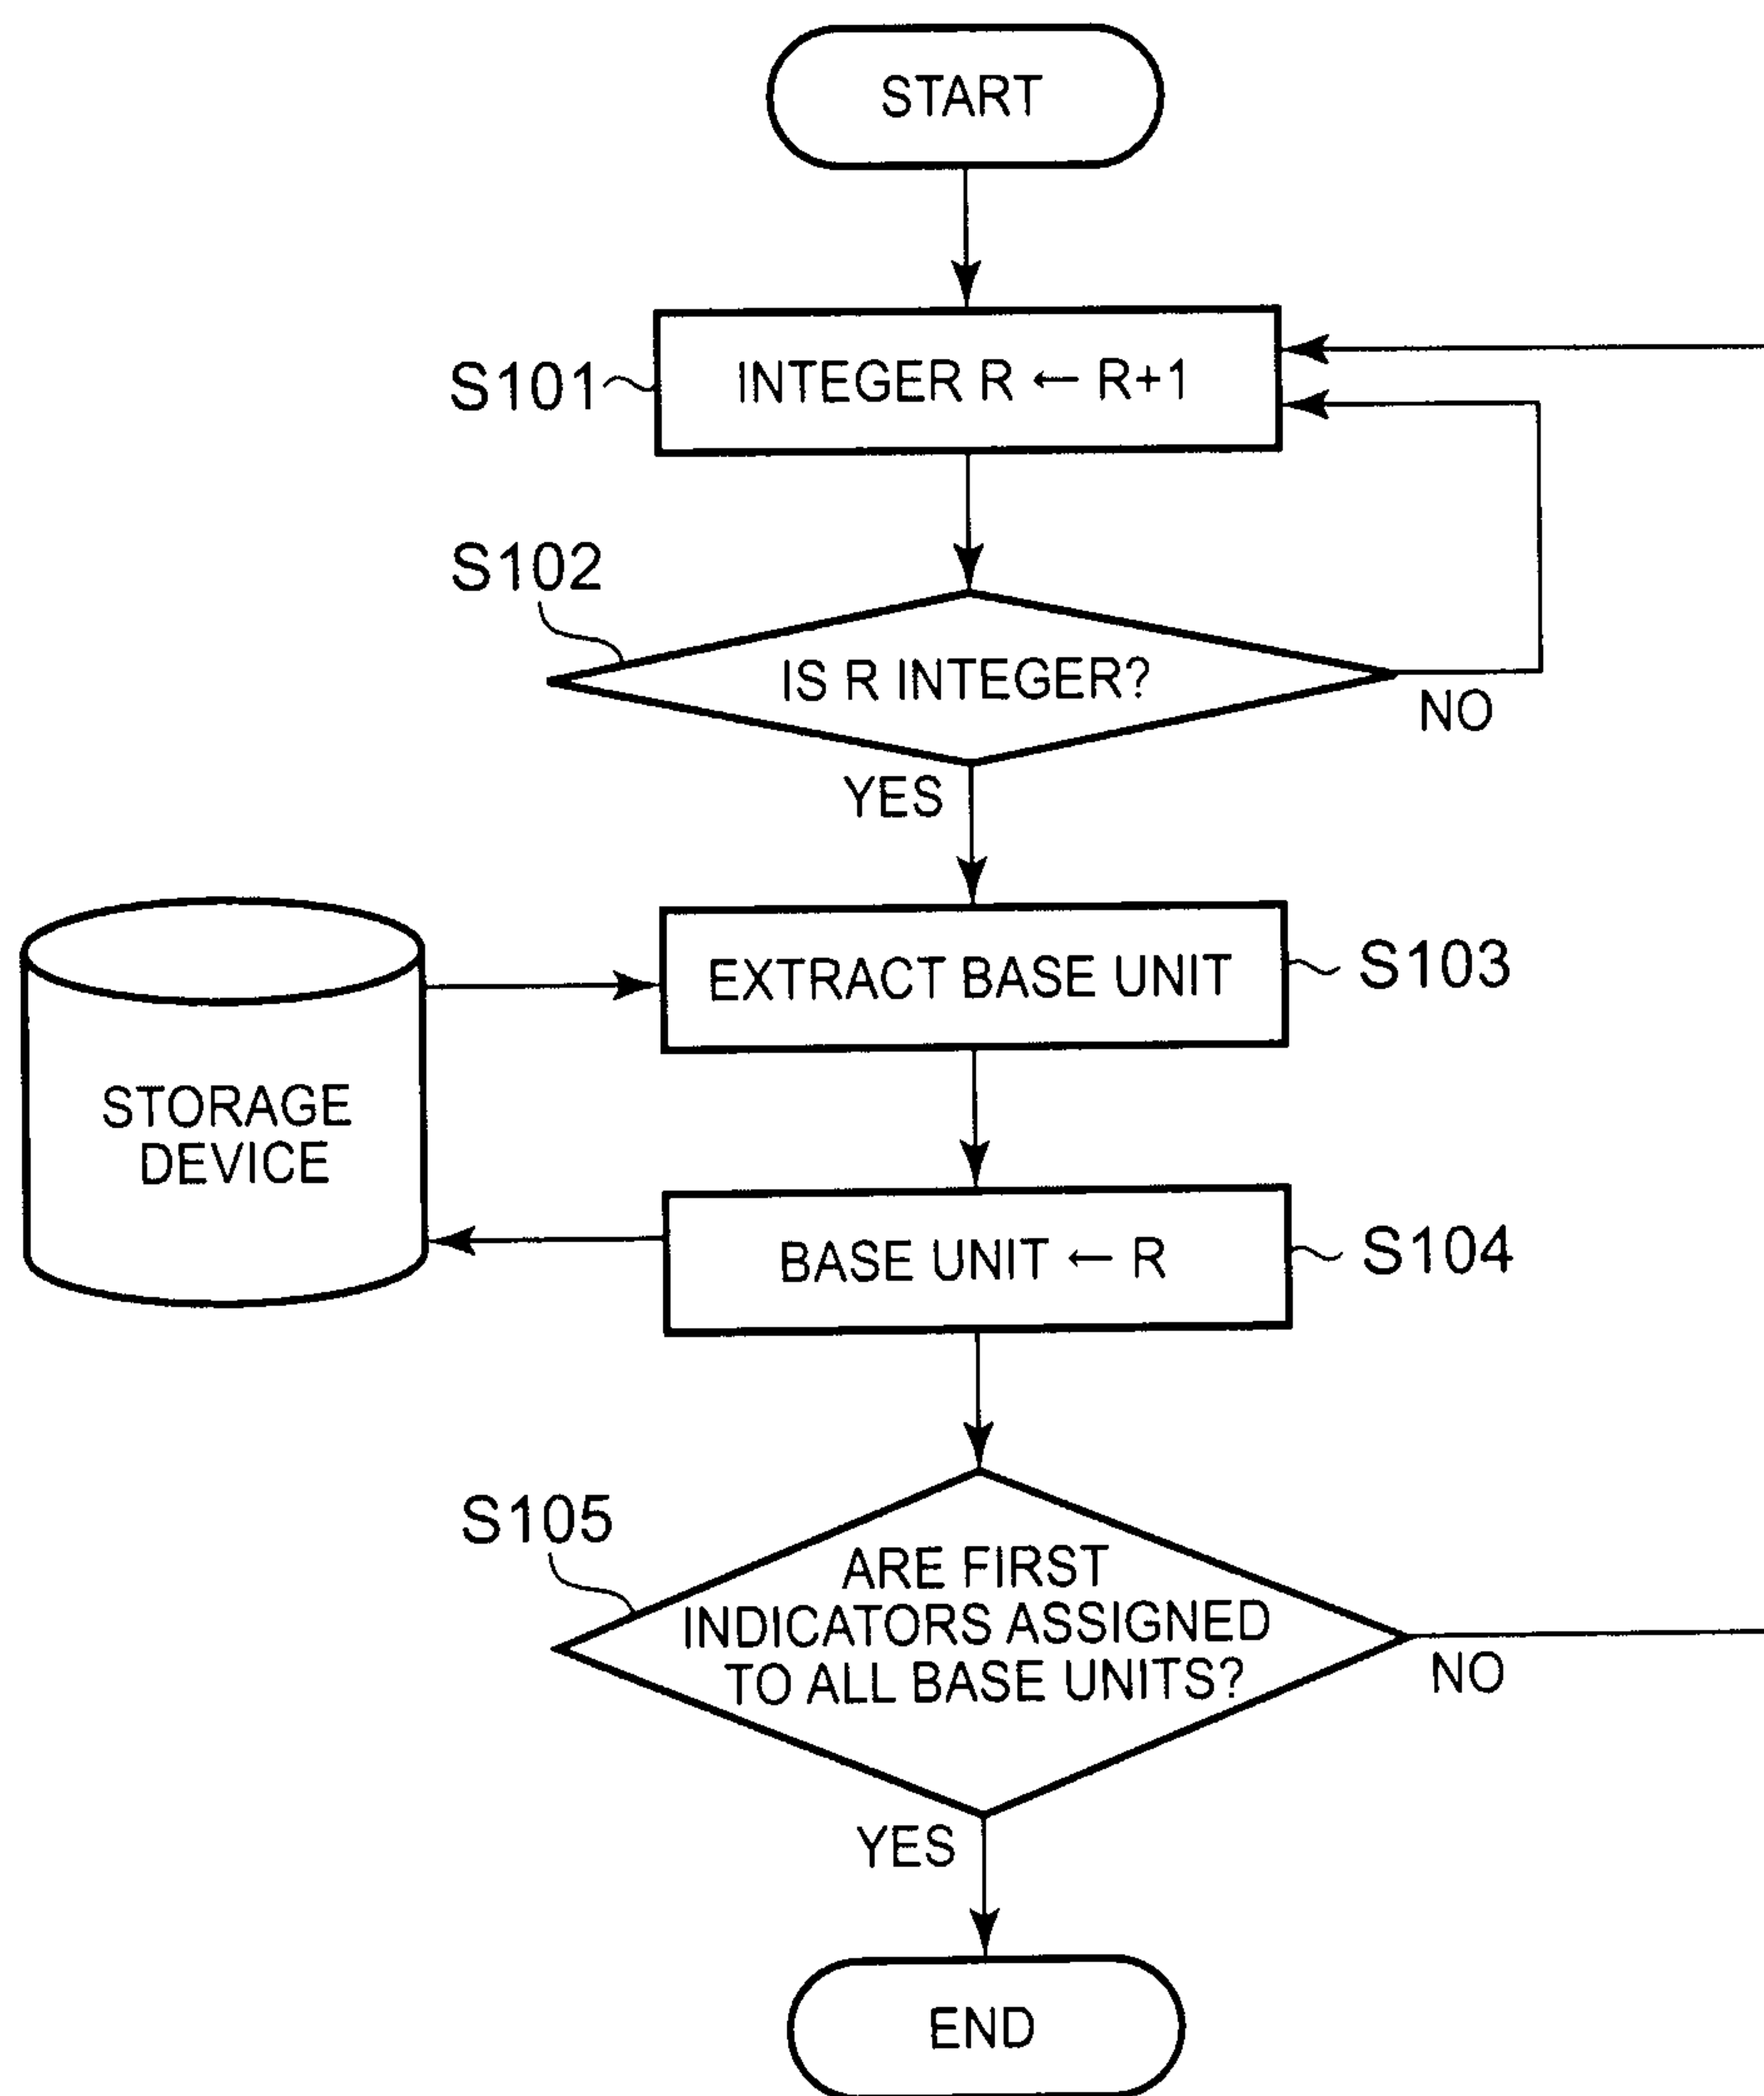 START
S101
INTEGER R ← R+1
S102
IS R INTEGER?
NO
YES
EXTRACT BASE UNIT
S103
STORAGE
DEVICE
BASE UNIT ← R
S104
S105
ARE FIRST
INDICATORS ASSIGNED
TO ALL BASE UNITS?
NO
YES
END